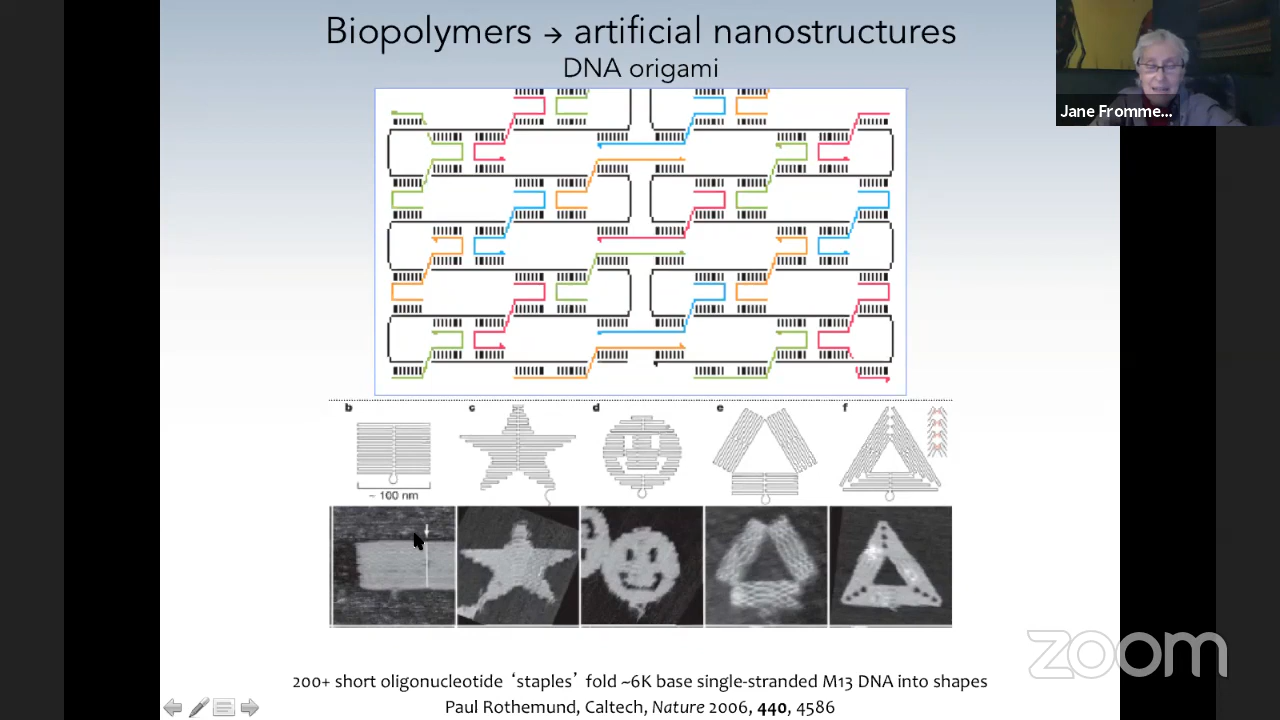 Biopolymers → artificial nanostructures
DNA origami
Jane Fromme...
b c d e f
~ 100 nm
zoom
200+ short oligonucleotide 'staples' fold ~6K base single-stranded M13 DNA into shapes
Paul Rothemund, Caltech, Nature 2006, 440, 4586